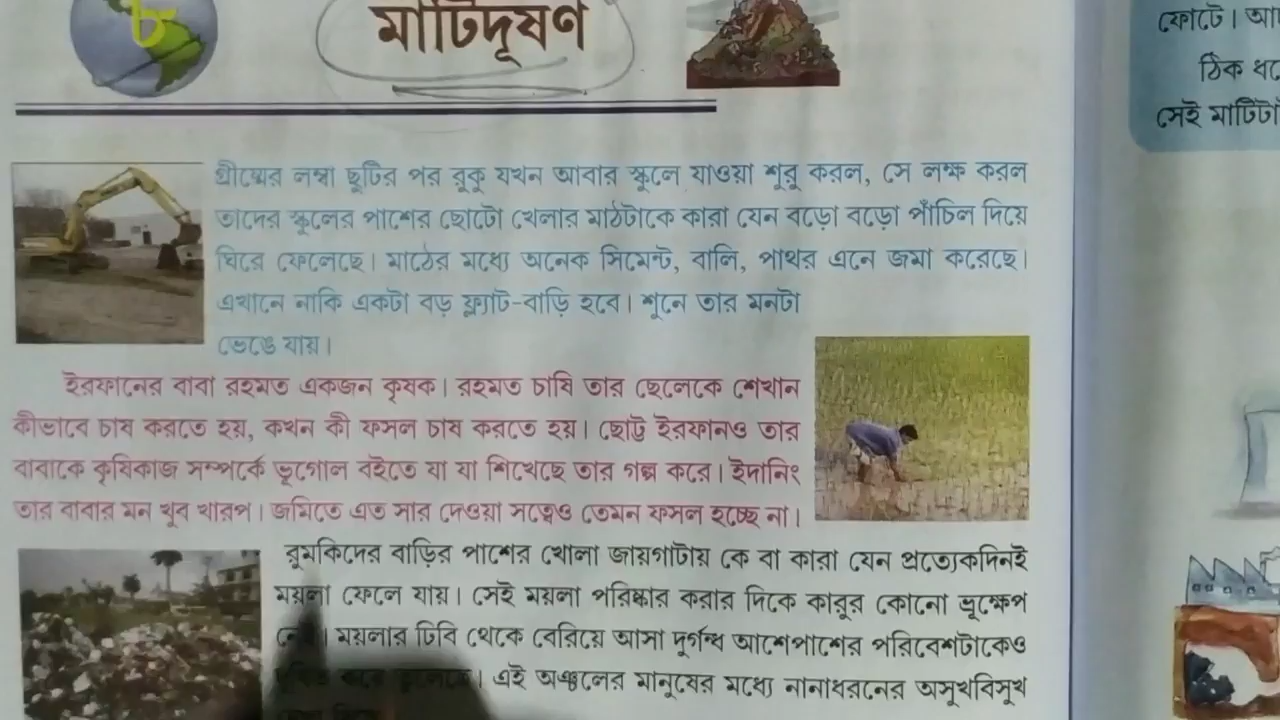 ৮
মাটিদূষণ
গ্রীষ্মের লম্বা ছুটির পর রুকু যখন আবার স্কুলে যাওয়া শুরু করল, সে লক্ষ করল
তাদের স্কুলের পাশের ছোটো খেলার মাঠটাকে কারা যেন বড়ো বড়ো পাঁচিল দিয়ে
ঘিরে ফেলেছে। মাঠের মধ্যে অনেক সিমেন্ট, বালি, পাথর এনে জমা করেছে।
এখানে নাকি একটা বড় ফ্ল্যাট-বাড়ি হবে। শুনে তার মনটা
ভেঙে যায়।
ইরফানের বাবা রহমত একজন কৃষক। রহমত চাষি তার ছেলেকে শেখান
কীভাবে চাষ করতে হয়, কখন কী ফসল চাষ করতে হয়। ছোট্ট ইরফানও তার
বাবাকে কৃষিকাজ সম্পর্কে ভূগোল বইতে যা যা শিখেছে তার গল্প করে। ইদানিং
তার বাবার মন খুব খারপ। জমিতে এত সার দেওয়া সত্ত্বেও তেমন ফসল হচ্ছে না।
রুমকিদের বাড়ির পাশের খোলা জায়গাটায় কে বা কারা যেন প্রত্যেকদিনই
ময়লা ফেলে যায়। সেই ময়লা পরিষ্কার করার দিকে কারুর কোনো ভ্রূক্ষেপ
নেই। ময়লার ঢিবি থেকে বেরিয়ে আসা দুর্গন্ধ আশেপাশের পরিবেশটাকেও
এই অঞ্চলের মানুষের মধ্যে নানাধরনের অসুখবিসুখ
ফোটে।
ঠিক
সেই মাটিটা